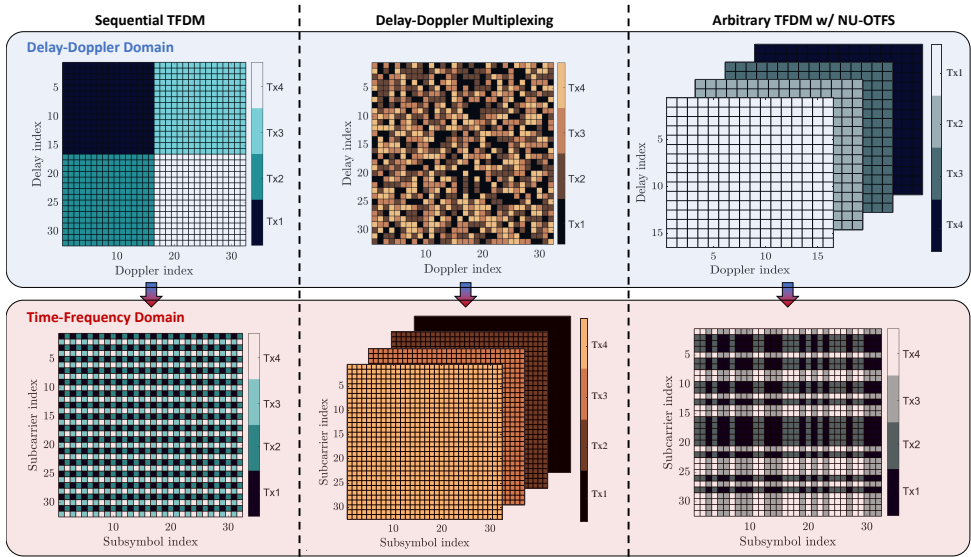 Sequential TFDM
Delay-Doppler Multiplexing
Arbitrary TFDM w/ NU-OTFS
Delay-Doppler Domain
5
10
15
20
25
30
Delay index
10
20
30
Doppler index
Tx4
Tx3
Tx2
Tx1
5
10
15
20
25
30
Delay index
10
20
30
Doppler index
Tx4
Tx3
Tx2
Tx1
5
10
15
Delay index
5
10
15
Doppler index
Tx1
Tx2
Tx3
Tx4
Time-Frequency Domain
5
10
15
20
25
30
Subcarrier index
10
20
30
Subsymbol index
Tx4
Tx3
Tx2
Tx1
5
10
15
20
25
30
Subcarrier index
10
20
30
Subsymbol index
Tx4
Tx3
Tx2
Tx1
5
10
15
20
25
30
Subcarrier index
10
20
30
Subsymbol index
Tx4
Tx3
Tx2
Tx1